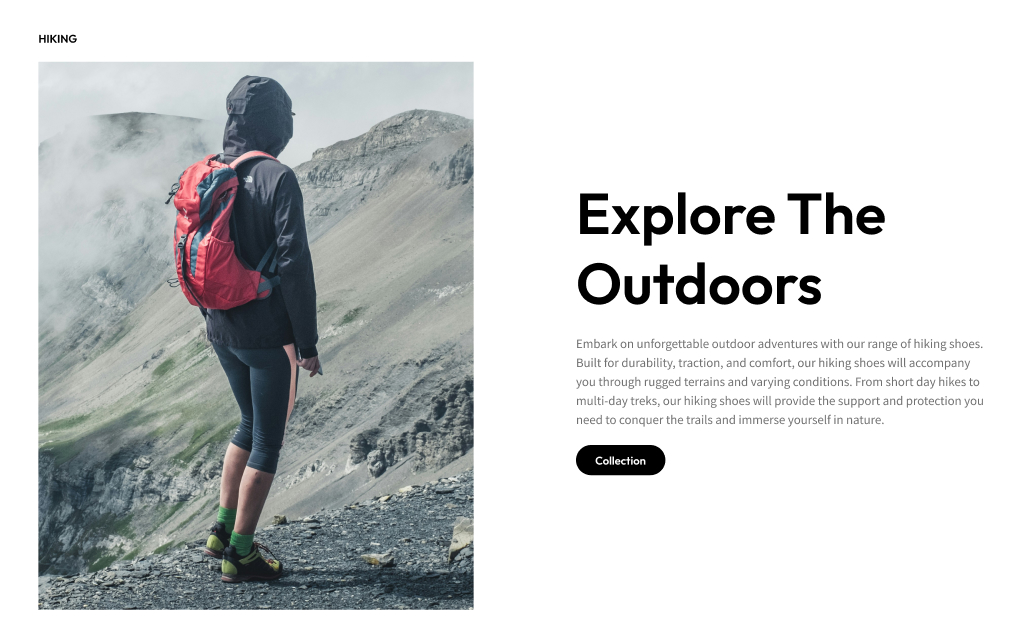 HIKING
Explore The
Outdoors
Embark on unforgettable outdoor adventures with our range of hiking shoes.
Built for durability, traction, and comfort, our hiking shoes will accompany
you through rugged terrains and varying conditions. From short day hikes to
multi-day treks, our hiking shoes will provide the support and protection you
need to conquer the trails and immerse yourself in nature.
Collection